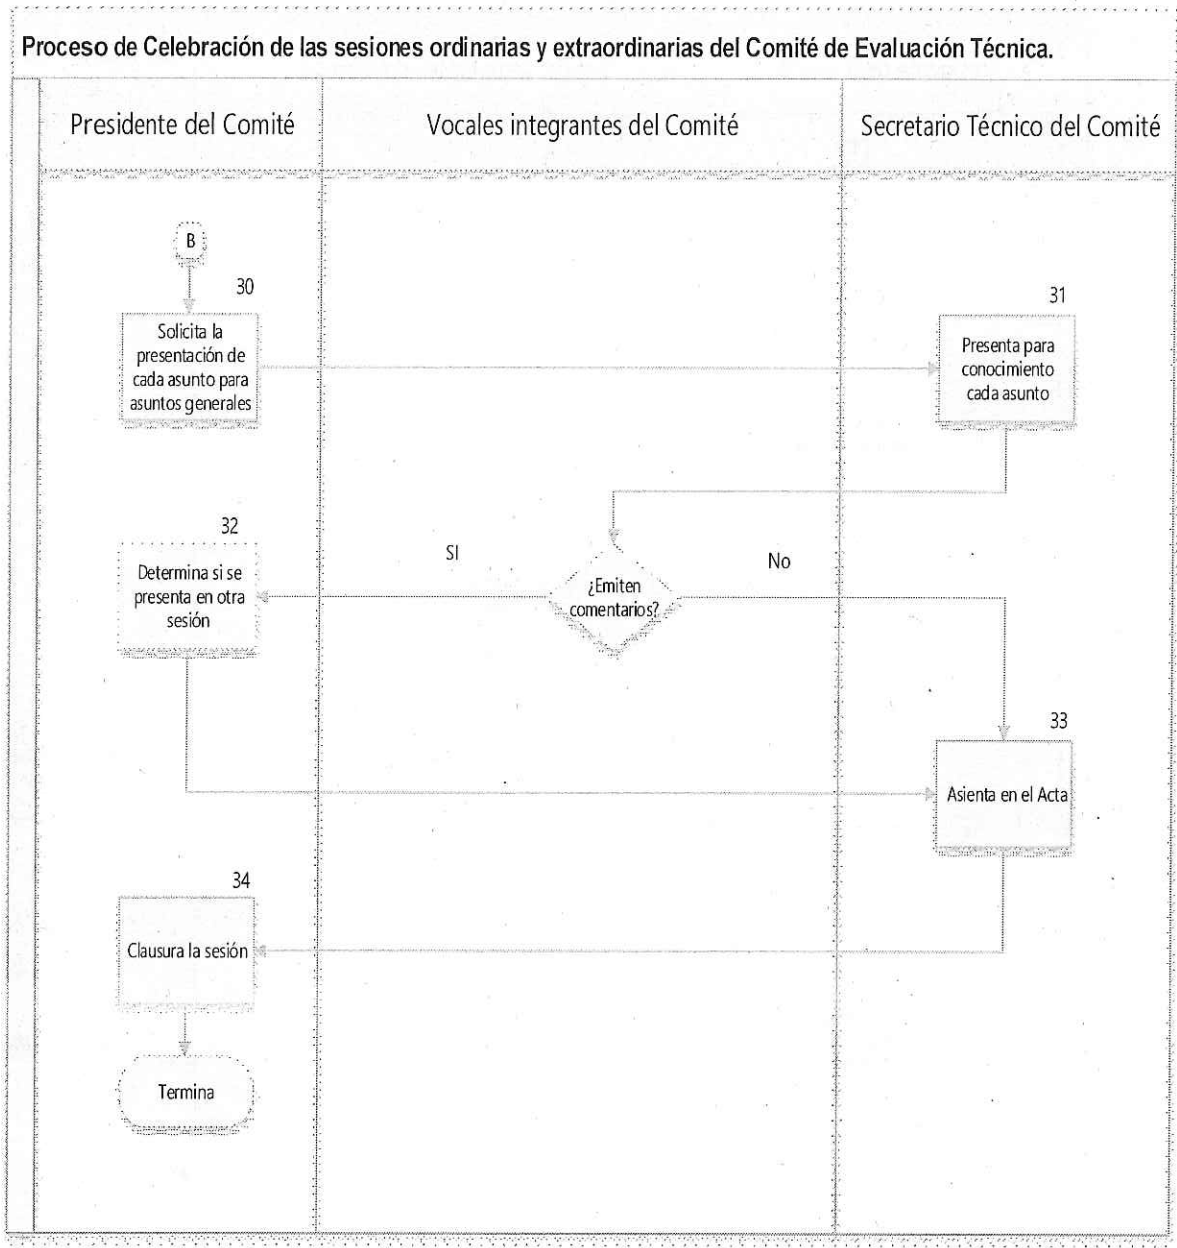 Proceso de Celebración de las sesiones ordinarias y extraordinarias del Comité de Evaluación Técnica.
Presidente del Comité
Vocales integrantes del Comité
Secretario Técnico del Comité
B
30
Solicita la
presentación de
cada asunto para
asuntos generales
31
Presenta para
conocimiento
cada asunto
32
Determina si se
presenta en otra
sesión
SI
¿Emiten
comentarios?
No
33
Asienta en el Acta
34
Clausura la sesión
Termina